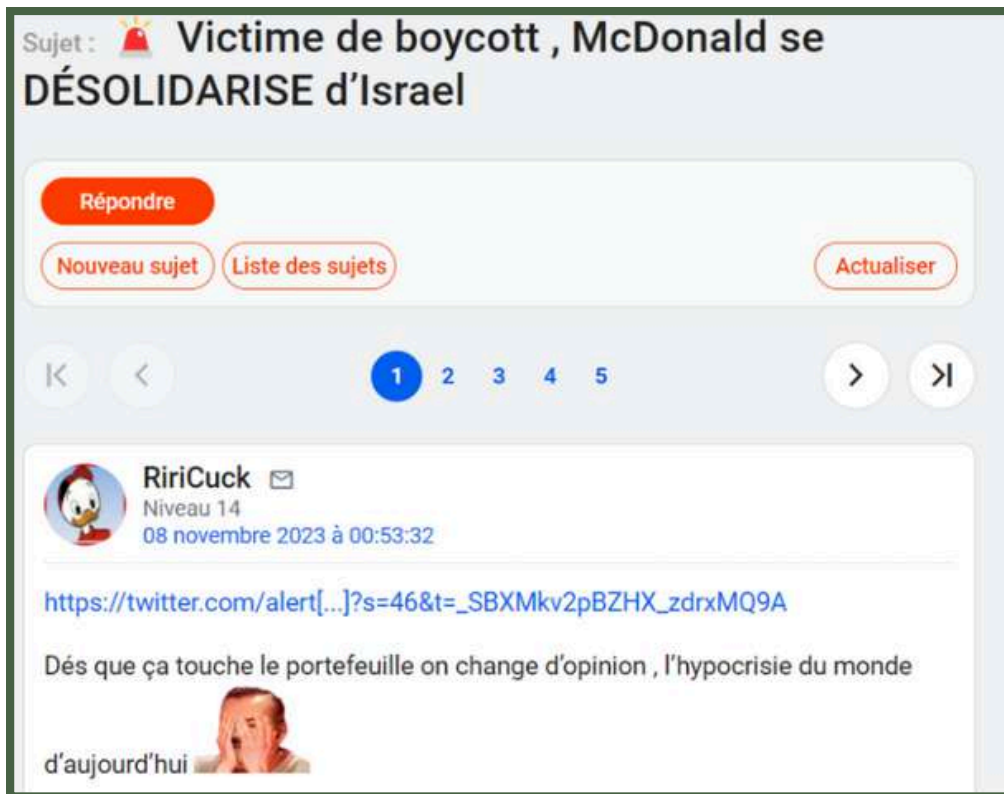 Sujet : 🚨 Victime de boycott , McDonald se
DÉSOLIDARISE d’Israel
Répondre
Nouveau sujet Liste des sujets Actualiser
1 2 3 4 5
RiriCuck
Niveau 14
08 novembre 2023 à 00:53:32
https://twitter.com/alert[...]?s=46&t=_SBXMkv2pBZHX_zdrxMQ9A
Dés que ça touche le portefeuille on change d’opinion , l’hypocrisie du monde
d’aujourd’hui